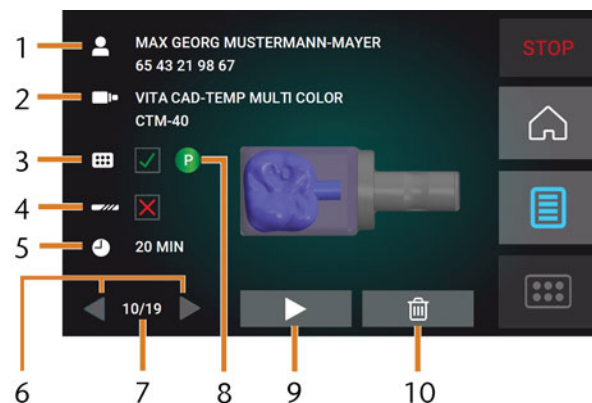 1
MAX GEORG MUSTERMANN-MAYER
65 43 21 98 67
STOP
2
VITA CAD-TEMP MULTI COLOR
CTM-40
3
P
4
5
20 MIN
10/19
6
7
8
9
10